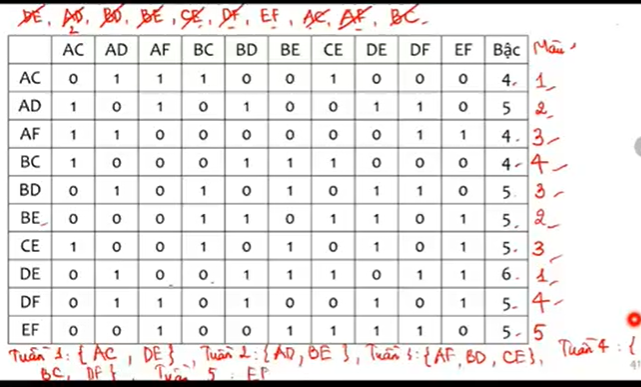 DE, AD, BD, BE, CE, DF, EF, AC, AF, BC.
2
AC AD AF BC BD BE CE DE DF EF Bậc Màu
AC 0 1 1 1 0 0 1 0 0 0 4 1
AD 1 0 1 0 1 0 0 1 1 0 5 2
AF 1 1 0 0 0 0 0 0 1 1 4 3
BC 1 0 0 0 1 1 1 0 0 0 4 4
BD 0 1 0 1 0 1 0 1 1 0 5 3
BE 0 0 0 1 1 0 1 1 0 1 5 2
CE 1 0 0 1 0 1 0 1 0 1 5 3
DE 0 1 0 0 1 1 1 0 1 1 6 1
DF 0 1 1 0 1 0 0 1 0 1 5 4
EF 0 0 1 0 0 1 1 1 1 0 5 5
Tuần 1: {AC, DE}, Tuần 2: {AD, BE}, Tuần 3: {AF, BD, CE}, Tuần 4: {
BC, DF}, Tuần 5: EF